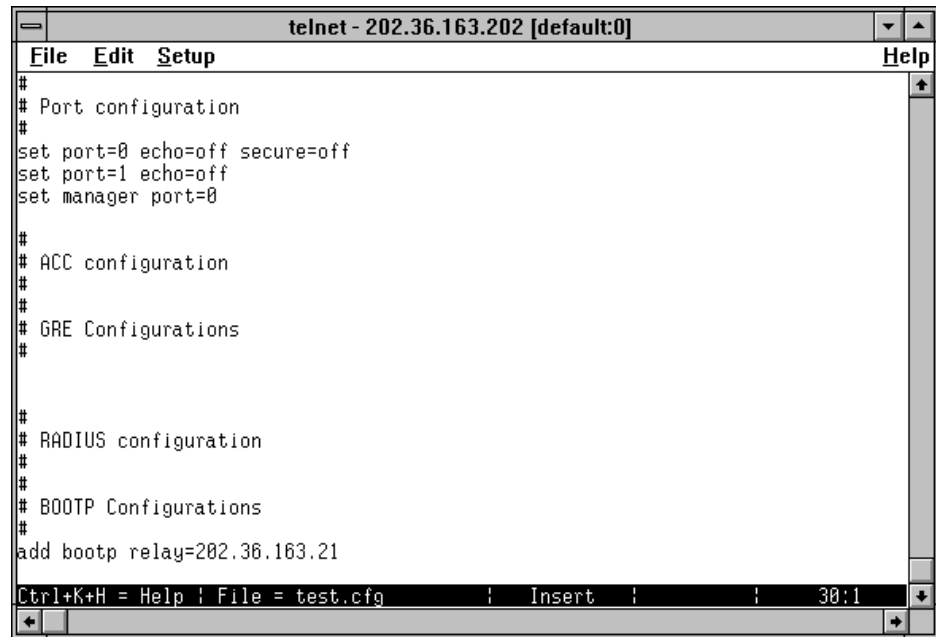 telnet - 202.36.163.202 [default:0]
File Edit Setup Help
#
# Port configuration
#
set port=0 echo=off secure=off
set port=1 echo=off
set manager port=0
#
# ACC configuration
#
#
# GRE Configurations
#
#
# RADIUS configuration
#
#
# BOOTP Configurations
#
add bootp relay=202.36.163.21
Ctrl+K+H = Help ¦ File = test.cfg ¦ Insert ¦ ¦ 30:1